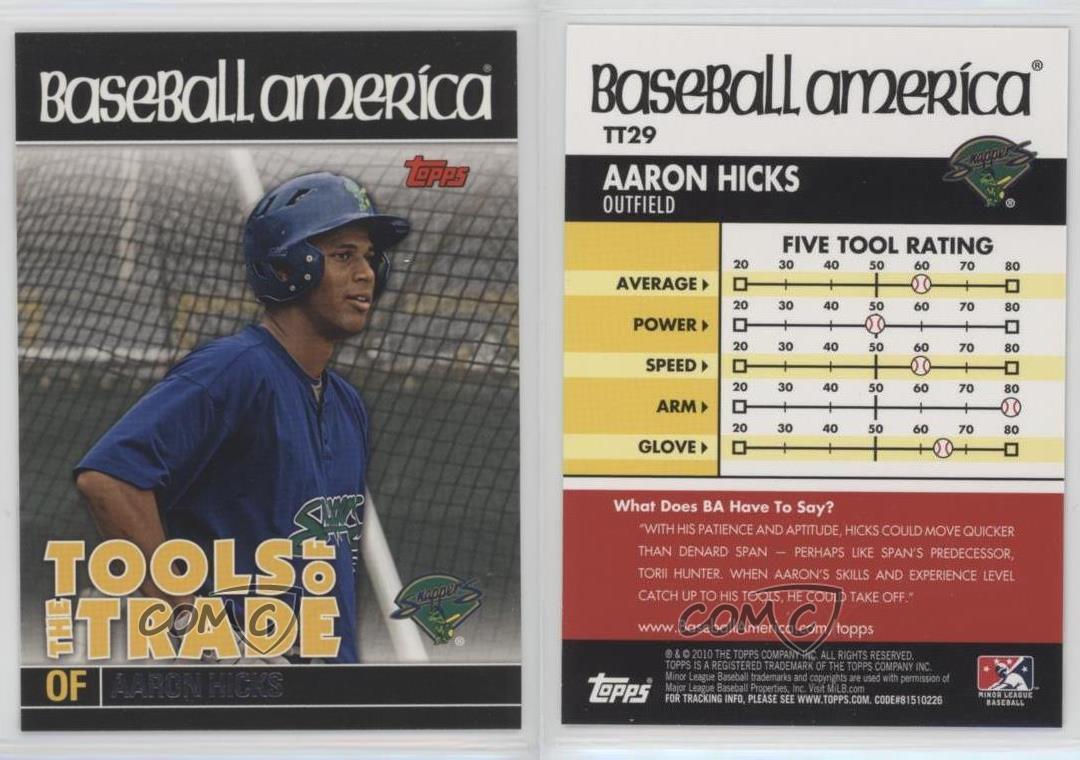 BASEBALL AMERICA®
topps
Snappers
TOOLS OF
THE TRADE
Snappers ®
COMC
OF AARON HICKS
BASEBALL AMERICA®
TT29
Snappers ®
AARON HICKS
OUTFIELD
FIVE TOOL RATING
20 30 40 50 60 70 80
AVERAGE
20 30 40 50 60 70 80
POWER
20 30 40 50 60 70 80
SPEED
20 30 40 50 60 70 80
ARM
20 30 40 50 60 70 80
GLOVE
What Does BA Have To Say?
"WITH HIS PATIENCE AND APTITUDE, HICKS COULD MOVE QUICKER
THAN DENARD SPAN — PERHAPS LIKE SPAN'S PREDECESSOR,
TORII HUNTER. WHEN AARON'S SKILLS AND EXPERIENCE LEVEL
CATCH UP TO HIS TOOLS, HE COULD TAKE OFF."
www.BaseballAmerica.com/topps
COMC
® & © 2010 THE TOPPS COMPANY INC. ALL RIGHTS RESERVED.
TOPPS IS A REGISTERED TRADEMARK OF THE TOPPS COMPANY INC.
Minor League Baseball trademarks and copyrights are used with permission of
Major League Baseball Properties, Inc. Visit MiLB.com
FOR TRACKING INFO, PLEASE SEE WWW.TOPPS.COM. CODE#81510226
topps®
MINOR LEAGUE
BASEBALL